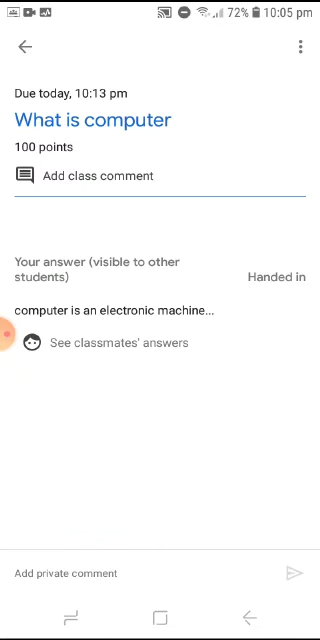 72% 10:05 pm
Due today, 10:13 pm
What is computer
100 points
Add class comment
Your answer (visible to other
students)
Handed in
computer is an electronic machine...
See classmates' answers
Add private comment